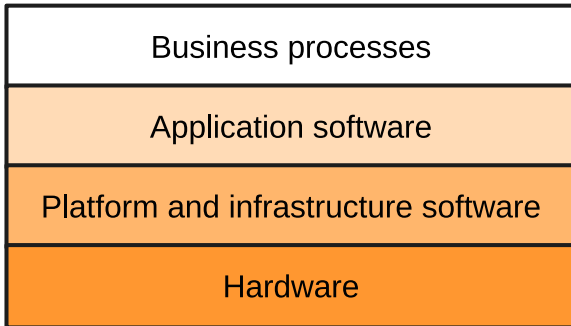 Business processes
Application software
Platform and infrastructure software
Hardware